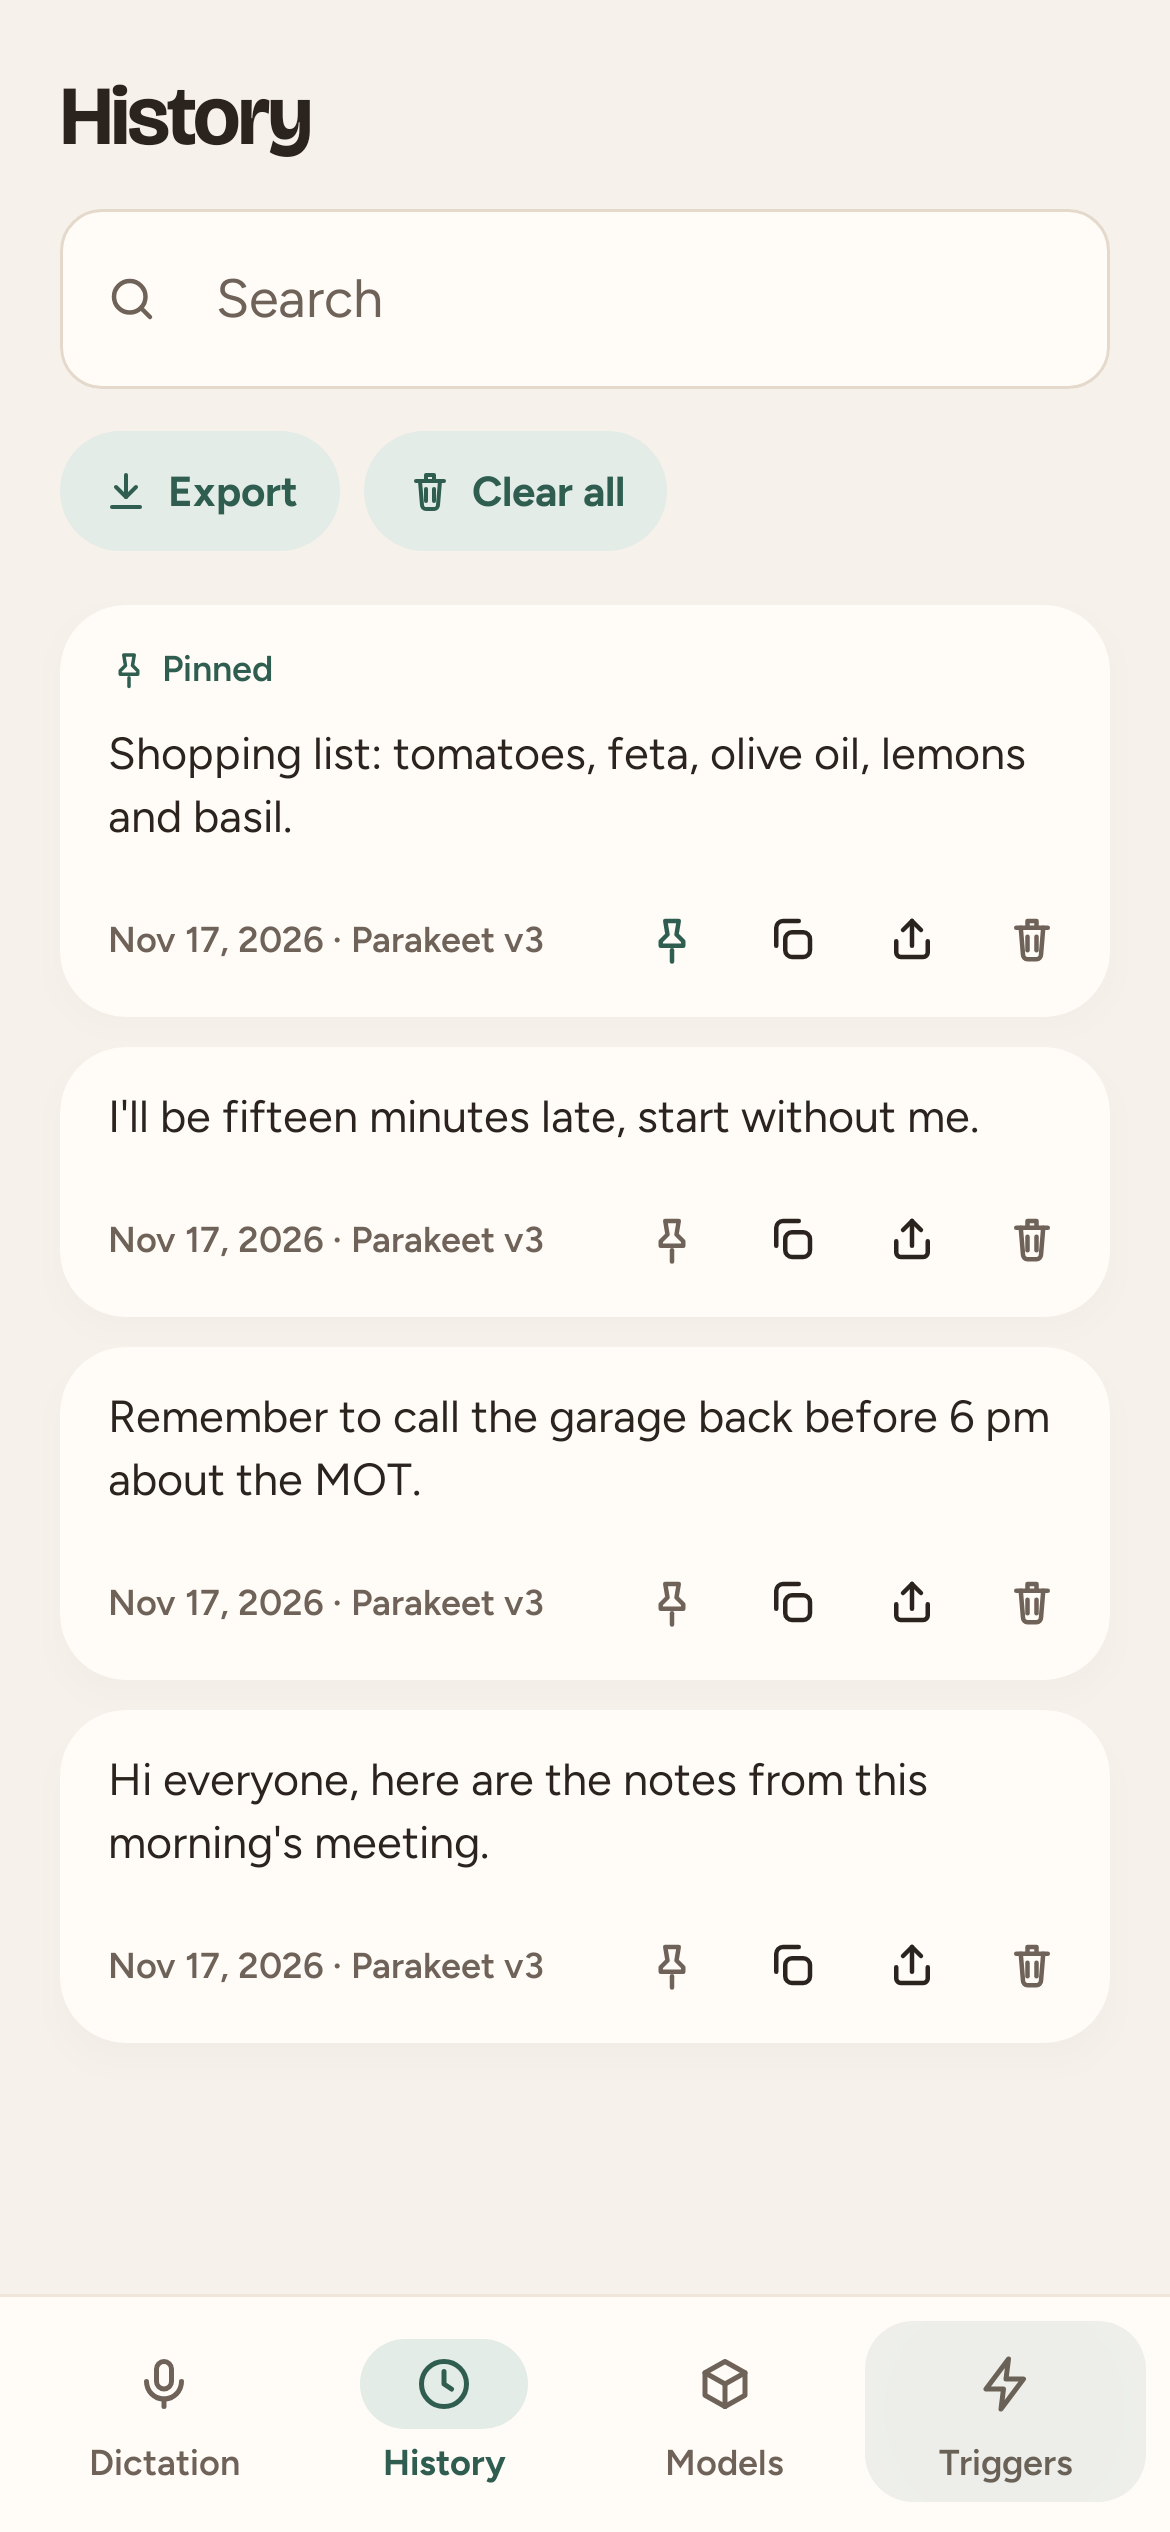 History
Search
Export
Clear all
Pinned
Shopping list: tomatoes, feta, olive oil, lemons
and basil.
Nov 17, 2026 · Parakeet v3
I'll be fifteen minutes late, start without me.
Nov 17, 2026 · Parakeet v3
Remember to call the garage back before 6 pm
about the MOT.
Nov 17, 2026 · Parakeet v3
Hi everyone, here are the notes from this
morning's meeting.
Nov 17, 2026 · Parakeet v3
Dictation
History
Models
Triggers